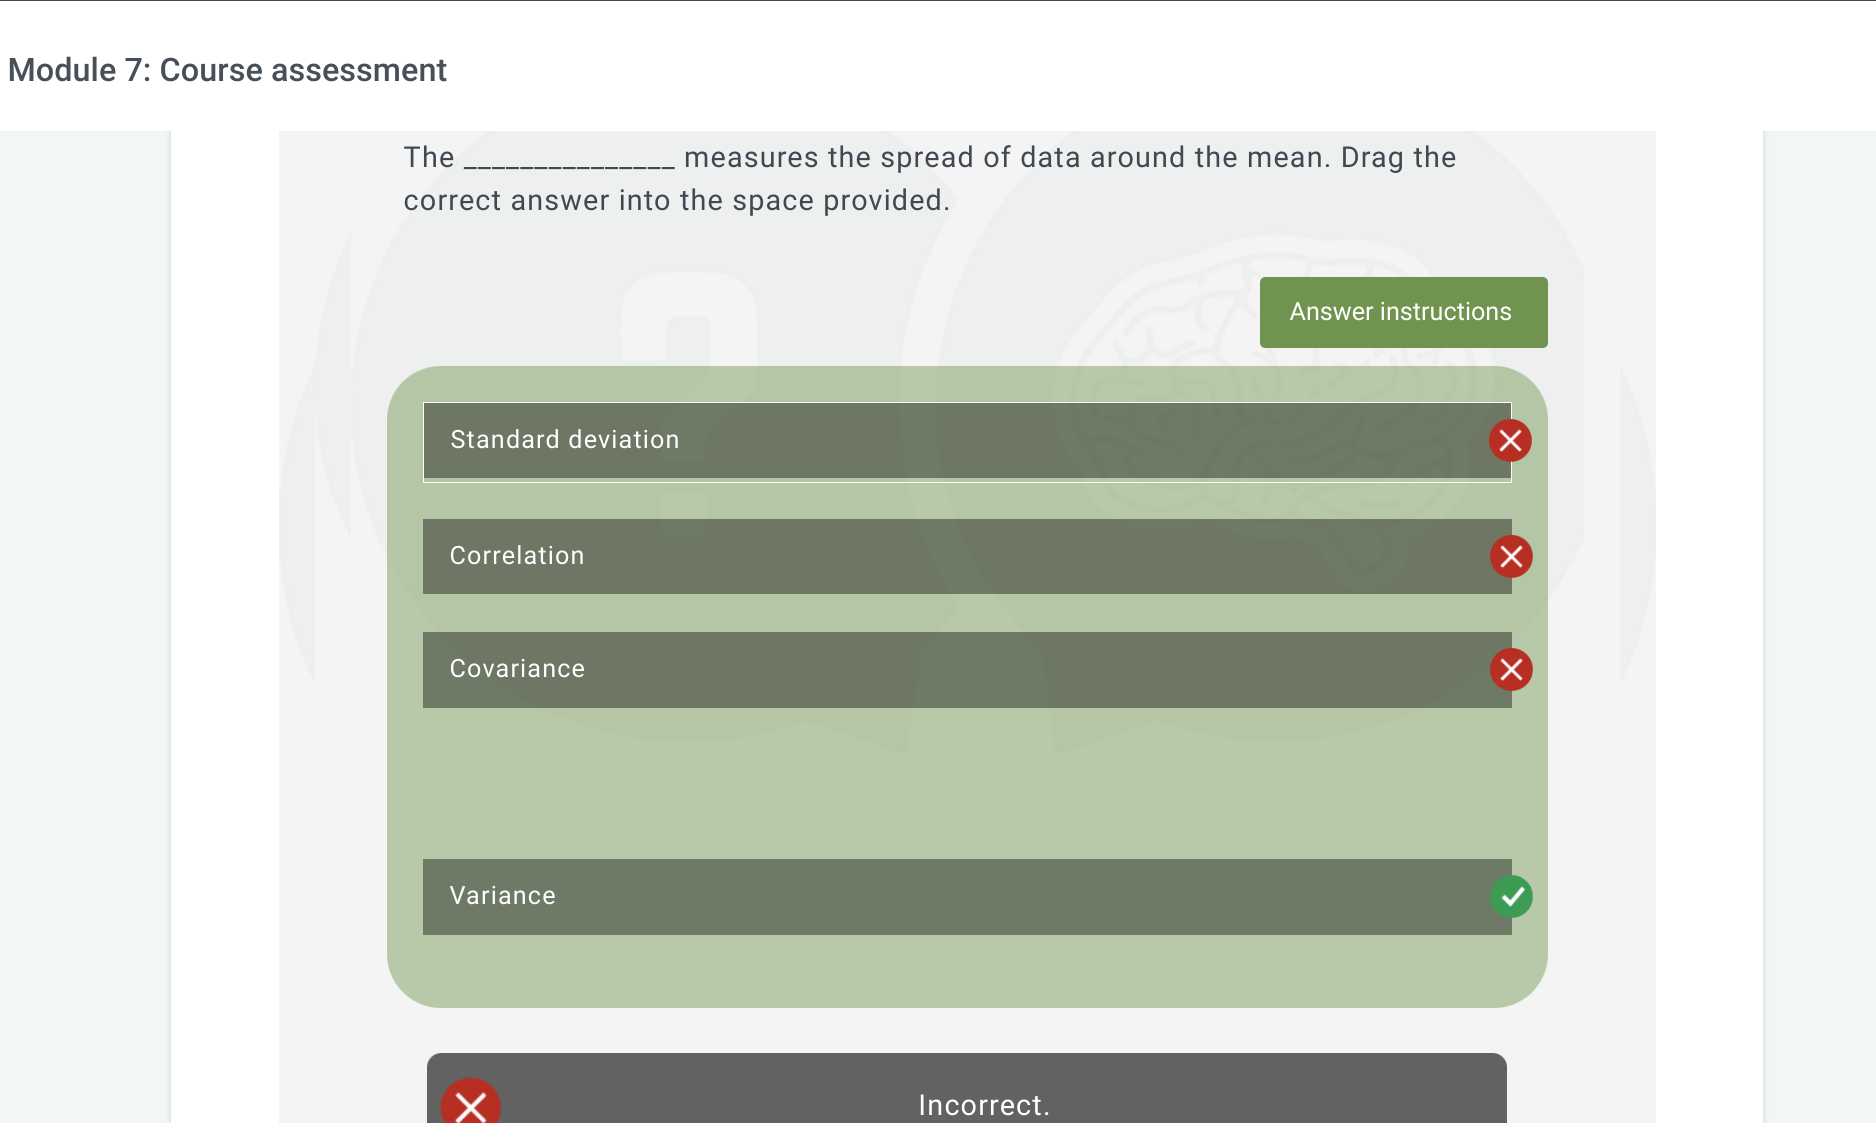 Module 7: Course assessment
The _______________ measures the spread of data around the mean. Drag the
correct answer into the space provided.
Answer instructions
Standard deviation
Correlation
Covariance
Variance
Incorrect.